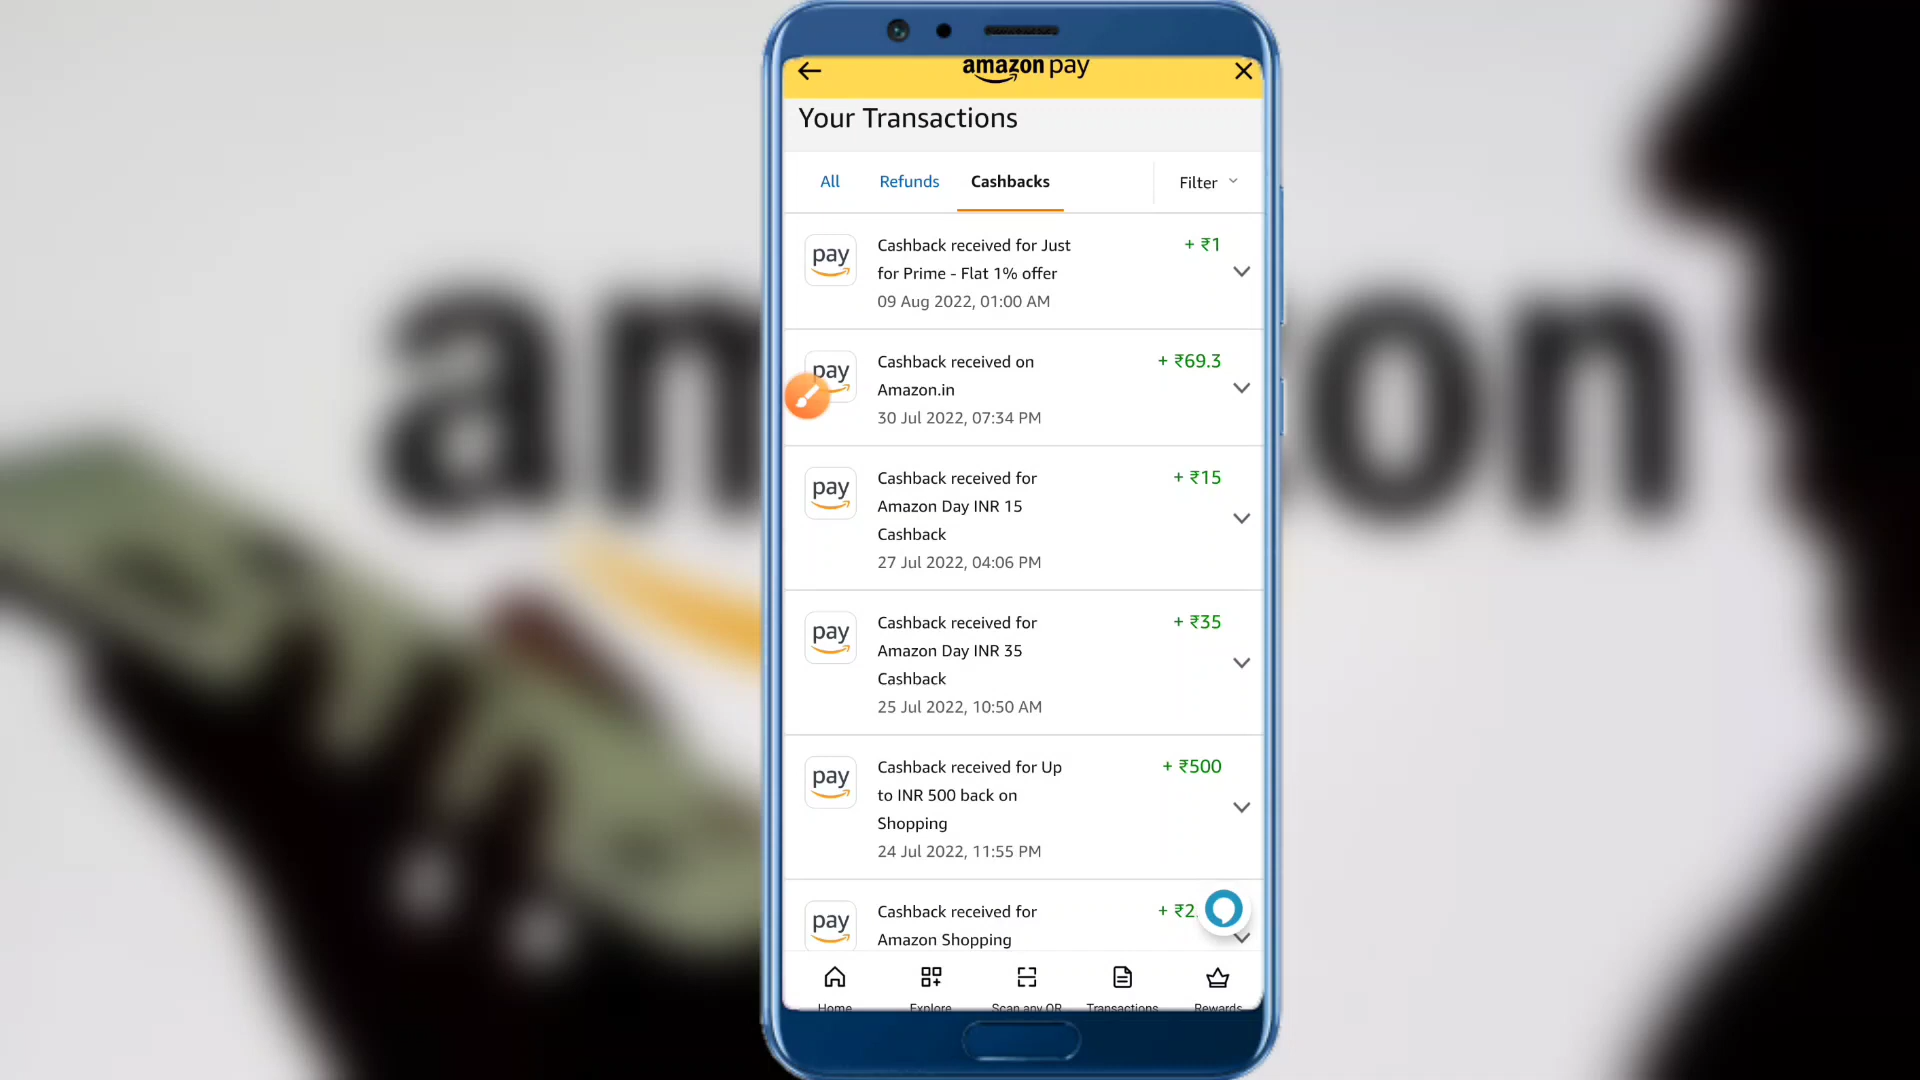 amazon pay
Your Transactions
All Refunds Cashbacks Filter
pay
Cashback received for Just + ₹1
for Prime - Flat 1% offer
09 Aug 2022, 01:00 AM
pay
Cashback received on + ₹69.3
Amazon.in
30 Jul 2022, 07:34 PM
pay
Cashback received for + ₹15
Amazon Day INR 15
Cashback
27 Jul 2022, 04:06 PM
pay
Cashback received for + ₹35
Amazon Day INR 35
Cashback
25 Jul 2022, 10:50 AM
pay
Cashback received for Up + ₹500
to INR 500 back on
Shopping
24 Jul 2022, 11:55 PM
pay
Cashback received for
Amazon Shopping
Home Explore Scan any QR Transactions Rewards